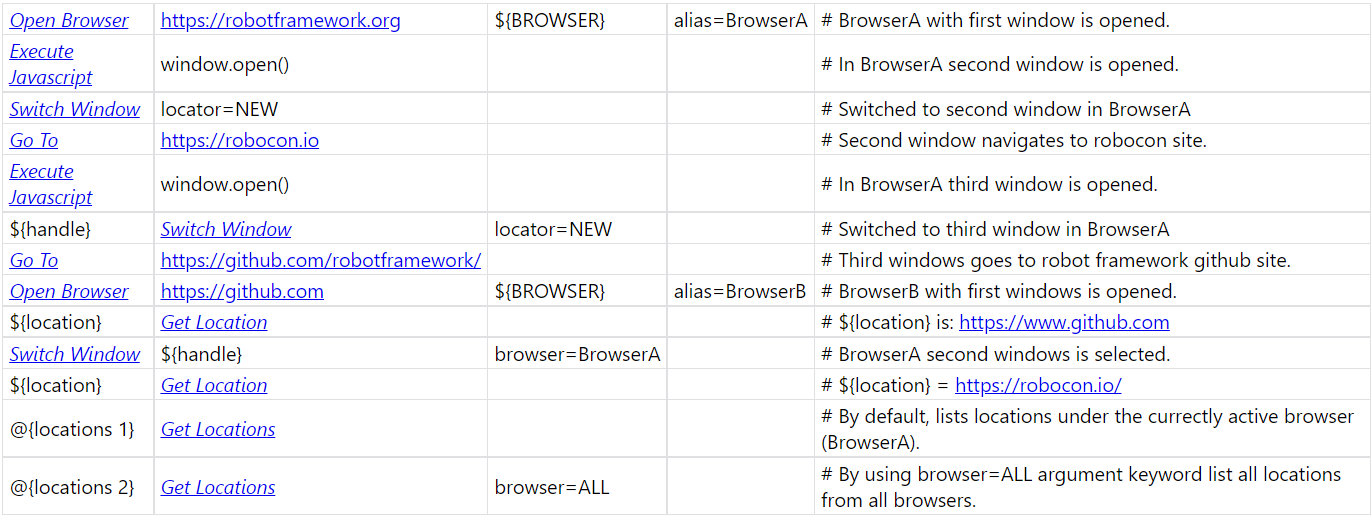 Open Browser https://robotframework.org ${BROWSER} alias=BrowserA # BrowserA with first window is opened.
Execute
Javascript window.open() # In BrowserA second window is opened.
Switch Window locator=NEW # Switched to second window in BrowserA
Go To https://robocon.io # Second window navigates to robocon site.
Execute
Javascript window.open() # In BrowserA third window is opened.
${handle} Switch Window locator=NEW # Switched to third window in BrowserA
Go To https://github.com/robotframework/ # Third windows goes to robot framework github site.
Open Browser https://github.com ${BROWSER} alias=BrowserB # BrowserB with first windows is opened.
${location} Get Location # ${location} is: https://www.github.com
Switch Window ${handle} browser=BrowserA # BrowserA second windows is selected.
${location} Get Location # ${location} = https://robocon.io/
@{locations 1} Get Locations # By default, lists locations under the currectly active browser
(BrowserA).
@{locations 2} Get Locations browser=ALL # By using browser=ALL argument keyword list all locations
from all browsers.